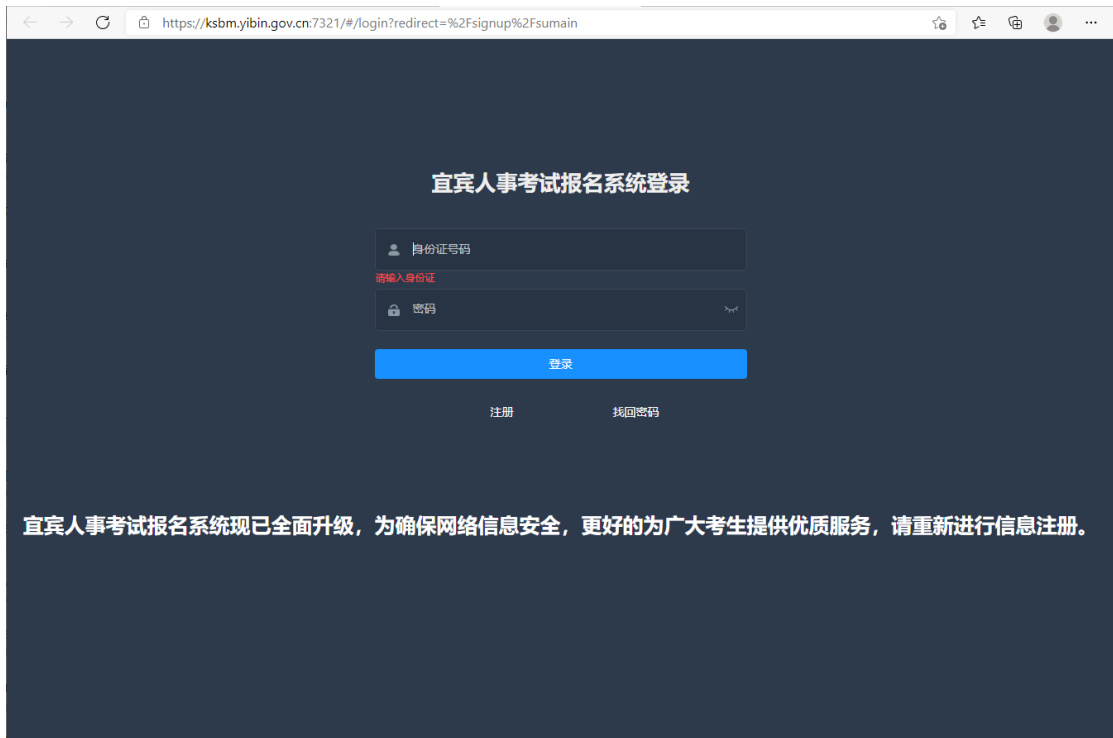 https://ksbm.yibin.gov.cn:7321/#/login?redirect=%2Fsignup%2Fsumain
宜宾人事考试报名系统登录
身份证号码
请输入身份证
密码
登录
注册 找回密码
宜宾人事考试报名系统现已全面升级，为确保网络信息安全，更好的为广大考生提供优质服务，请重新进行信息注册。